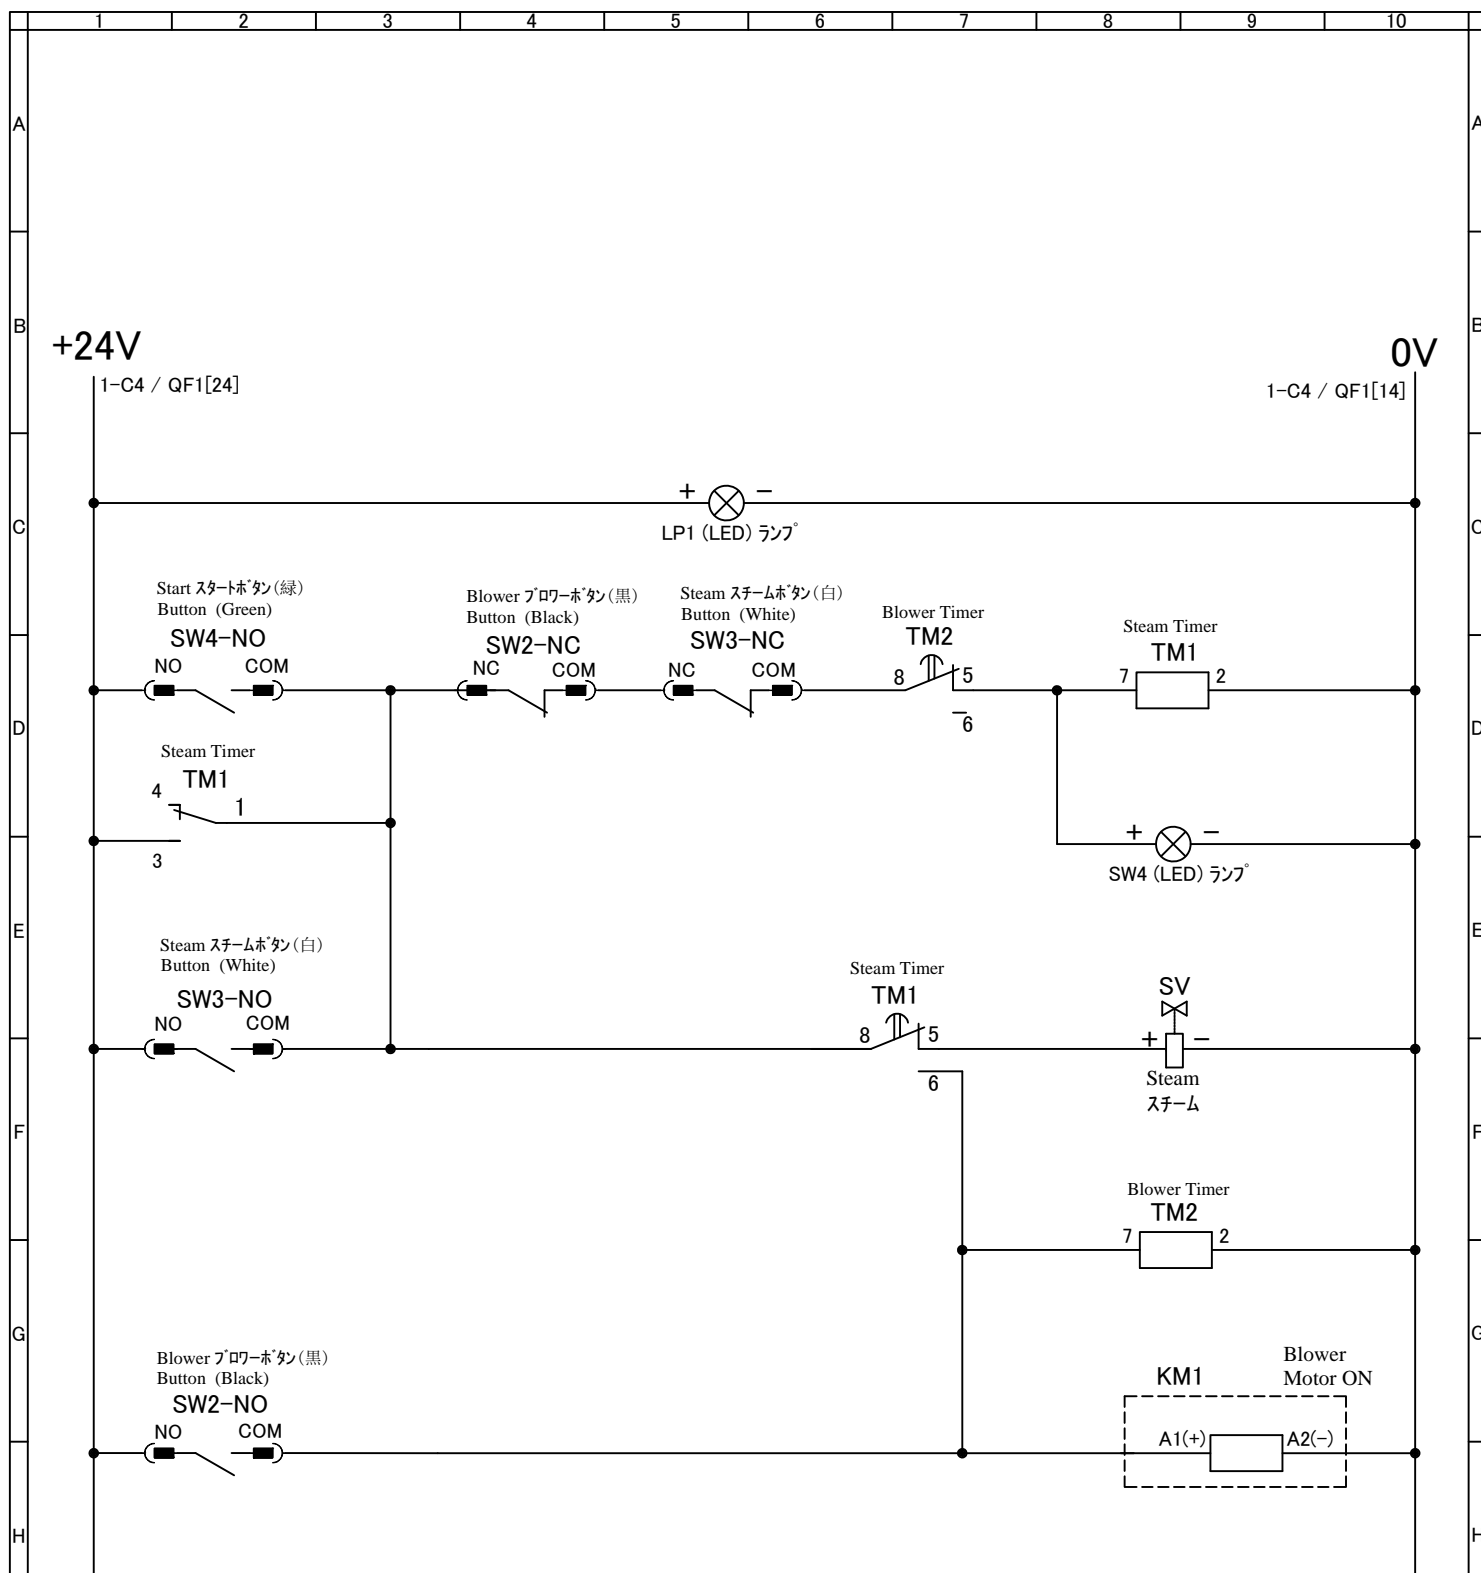 1 2 3 4 5 6 7 8 9 10
A A
B B
+24V
0V
1-C4 / QF1[24]
1-C4 / QF1[14]
+ −
C C
LP1 (LED) ﾗﾝﾌﾟ
Start ｽﾀｰﾄﾎﾞﾀﾝ(緑)
Button (Green)
SW4-NO
NO COM
Blower ﾌﾞﾛﾜｰﾎﾞﾀﾝ(黒)
Button (Black)
SW2-NC
NC COM
Steam ｽﾁｰﾑﾎﾞﾀﾝ(白)
Button (White)
SW3-NC
NC COM
Blower Timer
TM2
8 5
6
Steam Timer
TM1
7 2
D D
Steam Timer
TM1
4 1
3
+ −
SW4 (LED) ﾗﾝﾌﾟ
E E
Steam ｽﾁｰﾑﾎﾞﾀﾝ(白)
Button (White)
SW3-NO
NO COM
Steam Timer
TM1
8 5
6
SV
+ −
Steam
ｽﾁｰﾑ
F F
Blower Timer
TM2
7 2
G G
Blower ﾌﾞﾛﾜｰﾎﾞﾀﾝ(黒)
Button (Black)
SW2-NO
NO COM
KM1
Blower
Motor ON
A1(+) A2(-)
H H